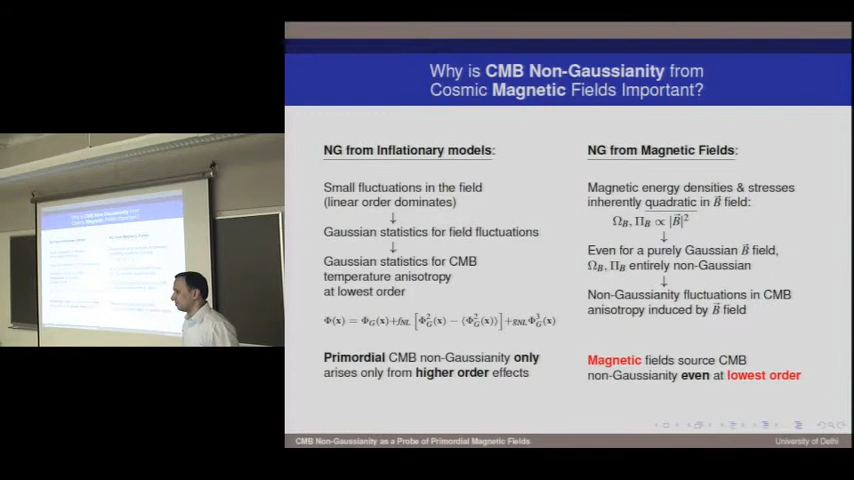 Why is CMB Non-Gaussianity from
Cosmic Magnetic Fields Important?
NG from Inflationary models:
Small fluctuations in the field
(linear order dominates)
↓
Gaussian statistics for field fluctuations
↓
Gaussian statistics for CMB
temperature anisotropy
at lowest order
Φ(x) = Φ_G(x)+f_NL [Φ_G^2(x) − ⟨Φ_G^2(x)⟩]+g_NLΦ_G^3(x)
Primordial CMB non-Gaussianity only
arises only from higher order effects
NG from Magnetic Fields:
Magnetic energy densities & stresses
inherently quadratic in B⃗ field:
Ω_B, Π_B ∝ |B⃗|^2
↓
Even for a purely Gaussian B⃗ field,
Ω_B, Π_B entirely non-Gaussian
↓
Non-Gaussianity fluctuations in CMB
anisotropy induced by B⃗ field
Magnetic fields source CMB
non-Gaussianity even at lowest order
CMB Non-Gaussianity as a Probe of Primordial Magnetic Fields
University of Delhi